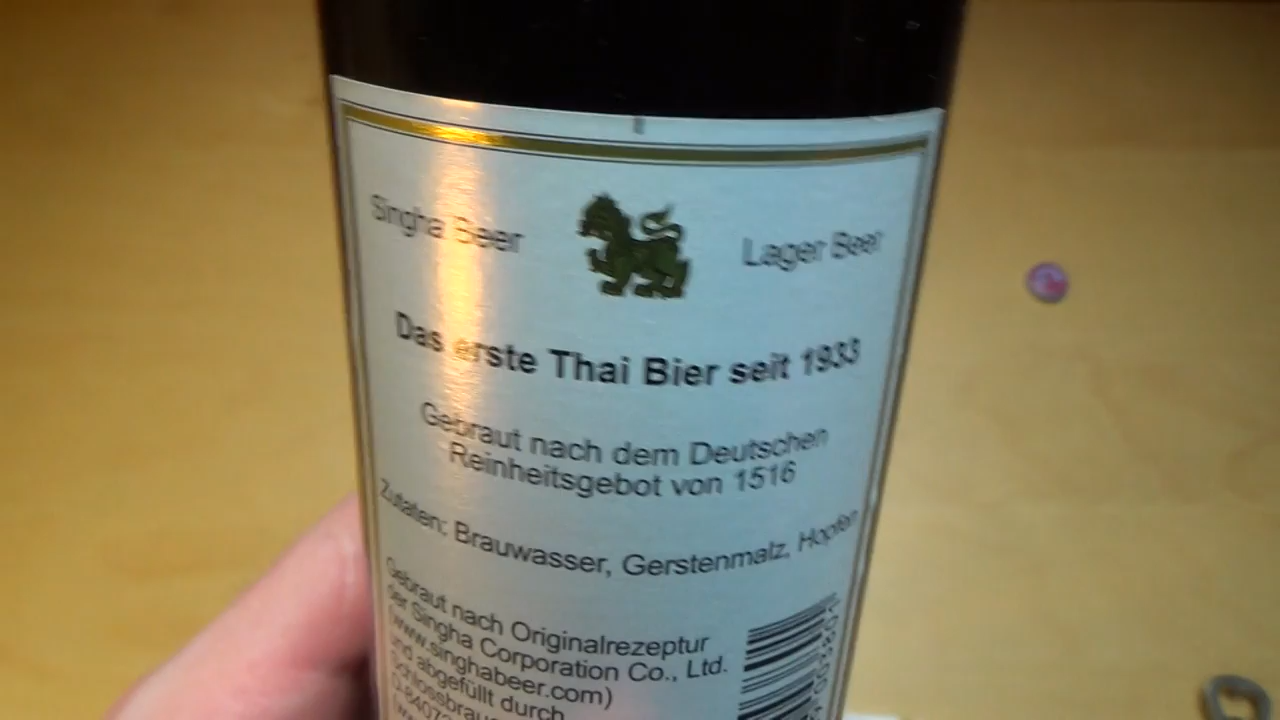 Singha Beer Lager Beer
Das erste Thai Bier seit 1933
Gebraut nach dem Deutschen
Reinheitsgebot von 1516
Zutaten: Brauwasser, Gerstenmalz, Hopfen
Gebraut nach Originalrezeptur
der Singha Corporation Co., Ltd.
(www.singhabeer.com)
und abgefüllt durch